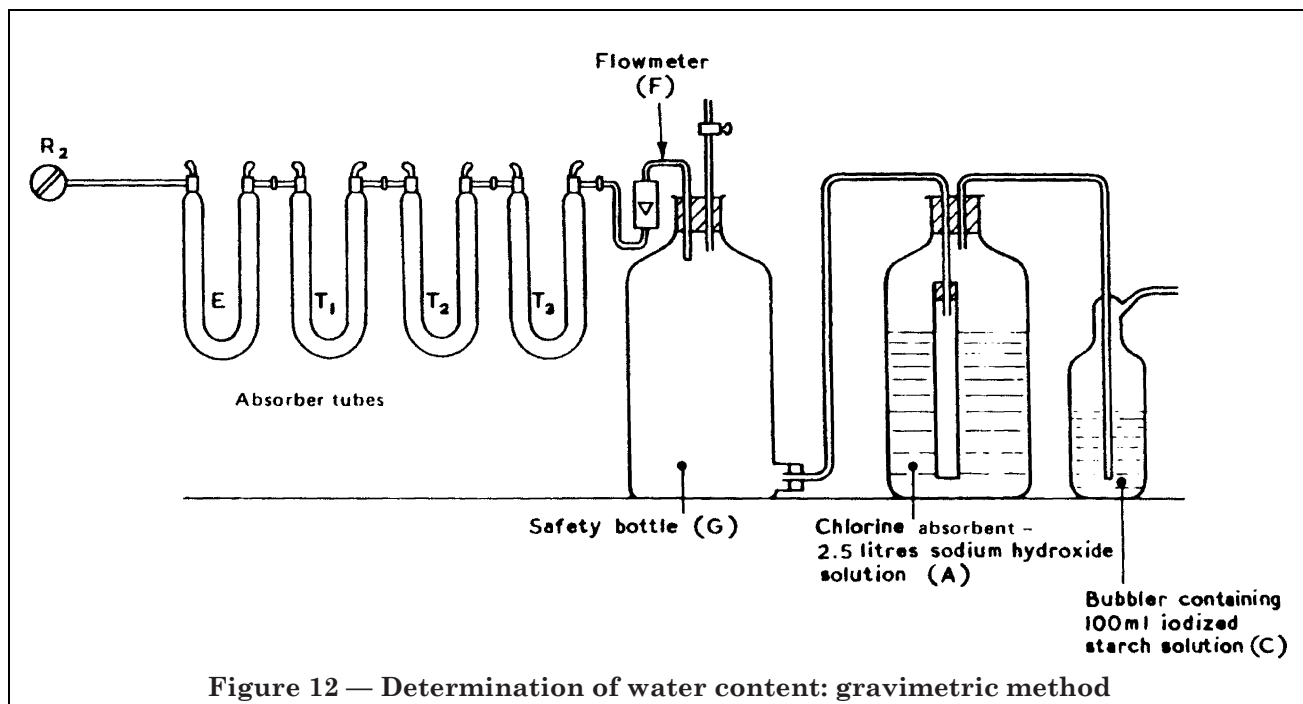 Flowmeter
(F)
R2
E
T1
T2
T3
Absorber tubes
Safety bottle (G)
Chlorine absorbent –
2.5 litres sodium hydroxide
solution (A)
Bubbler containing
100ml iodized
starch solution (C)
Figure 12 — Determination of water content: gravimetric method